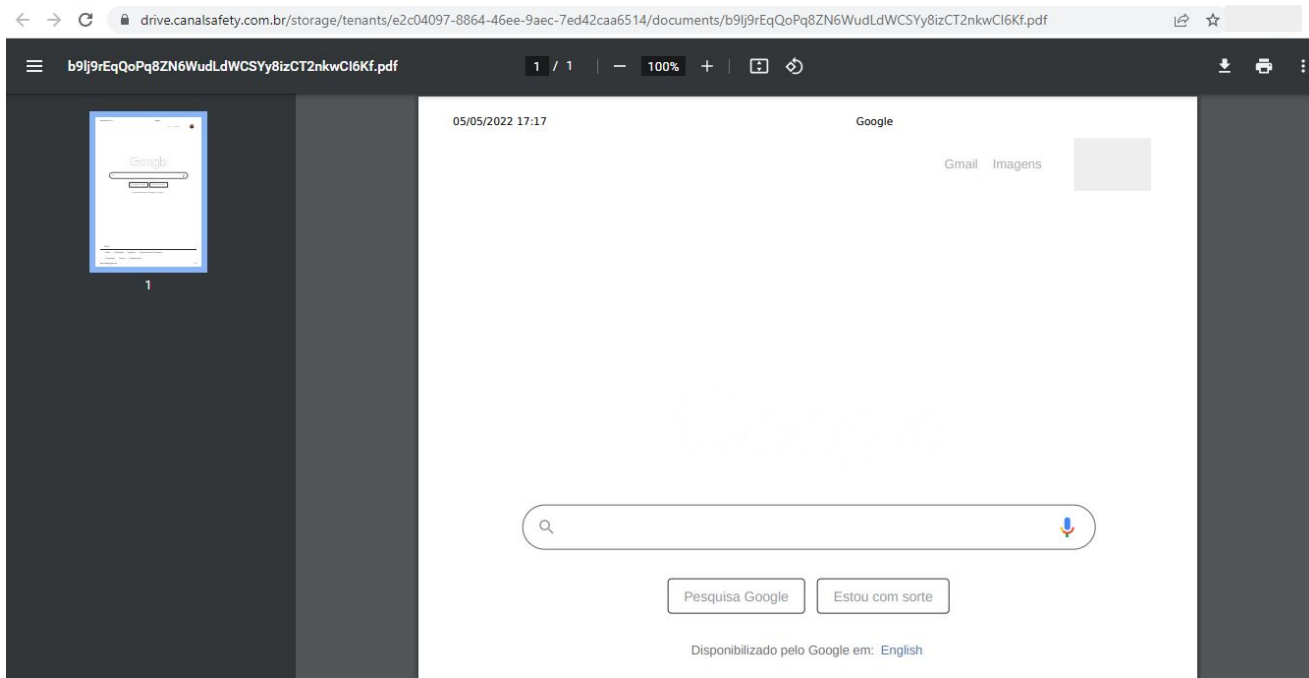 drive.canalsafety.com.br/storage/tenants/e2c04097-8864-46ee-9aec-7ed42caa6514/documents/b9lj9rEqQoPq8ZN6WudLdWCSYy8izCT2nkwCI6Kf.pdf
b9lj9rEqQoPq8ZN6WudLdWCSYy8izCT2nkwCI6Kf.pdf 1 / 1 | − 100% + |
05/05/2022 17:17 Google
Gmail Imagens
Google
1
Pesquisa Google Estou com sorte
Disponibilizado pelo Google em: English